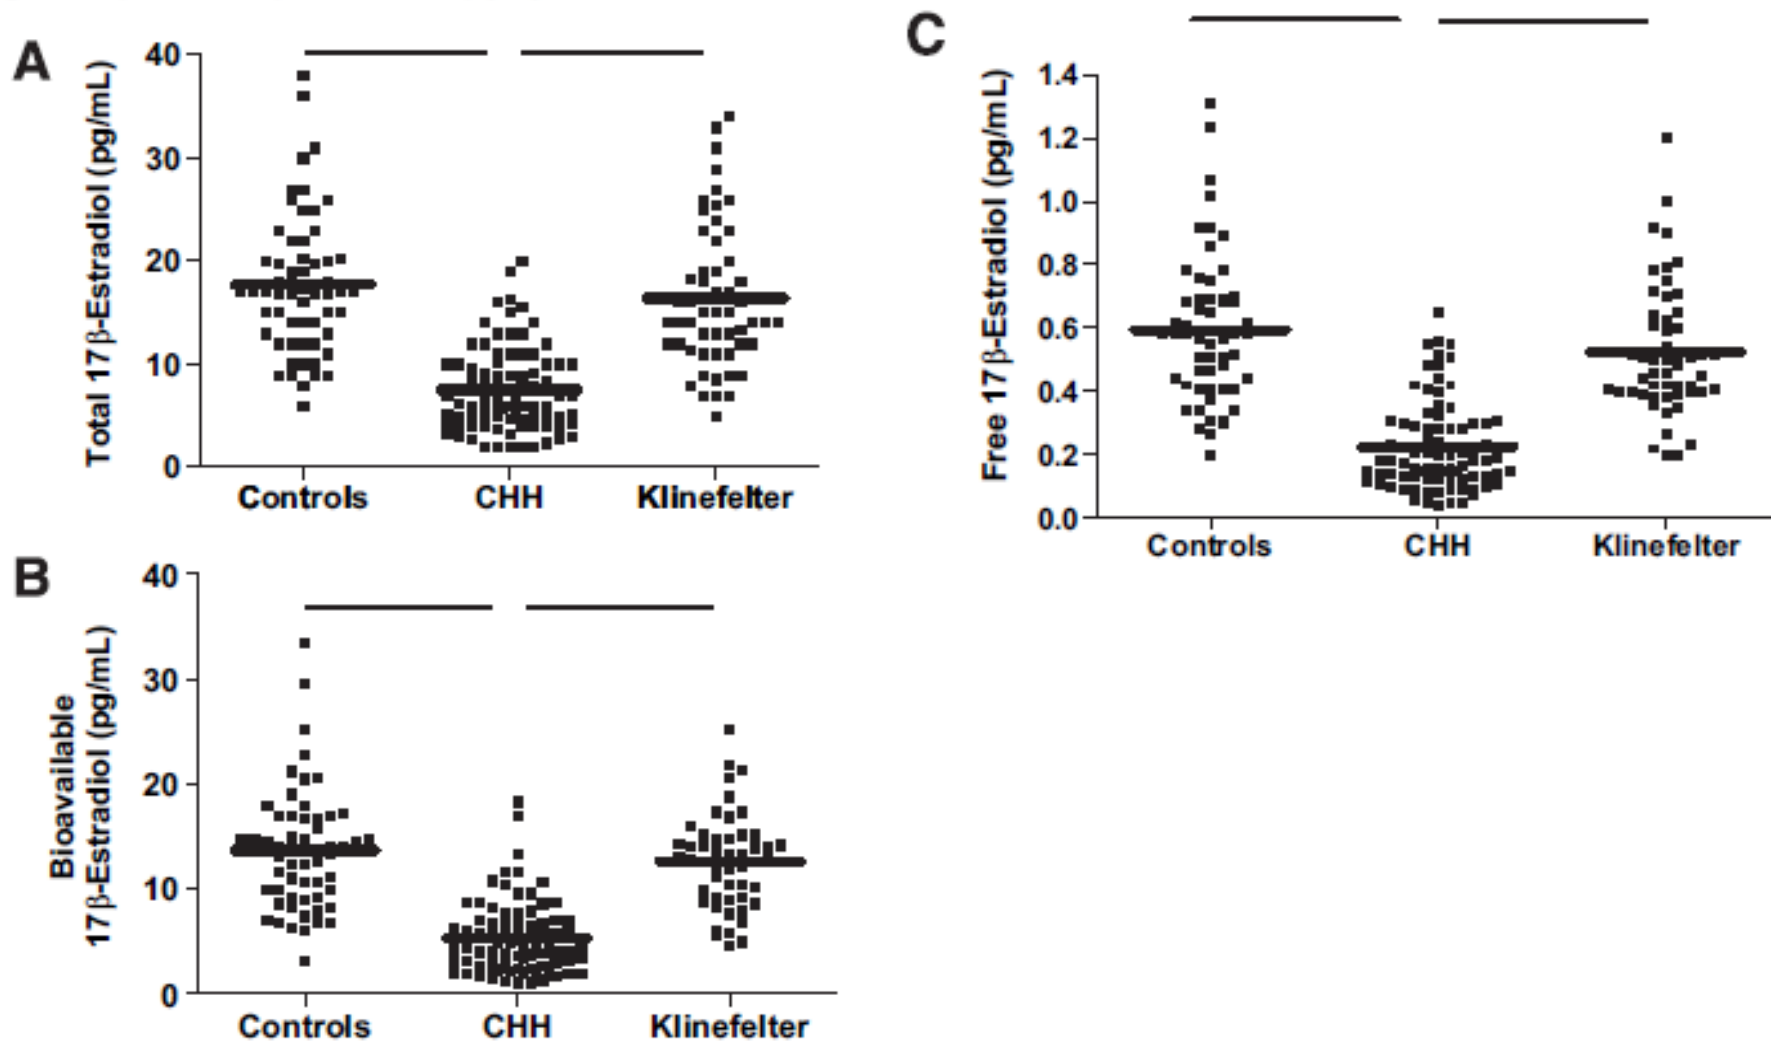 A
Total 17β-Estradiol (pg/mL)
40
30
20
10
0
Controls CHH Klinefelter
B
Bioavailable
17β-Estradiol (pg/mL)
40
30
20
10
0
Controls CHH Klinefelter
C
Free 17β-Estradiol (pg/mL)
1.4
1.2
1.0
0.8
0.6
0.4
0.2
0.0
Controls CHH Klinefelter